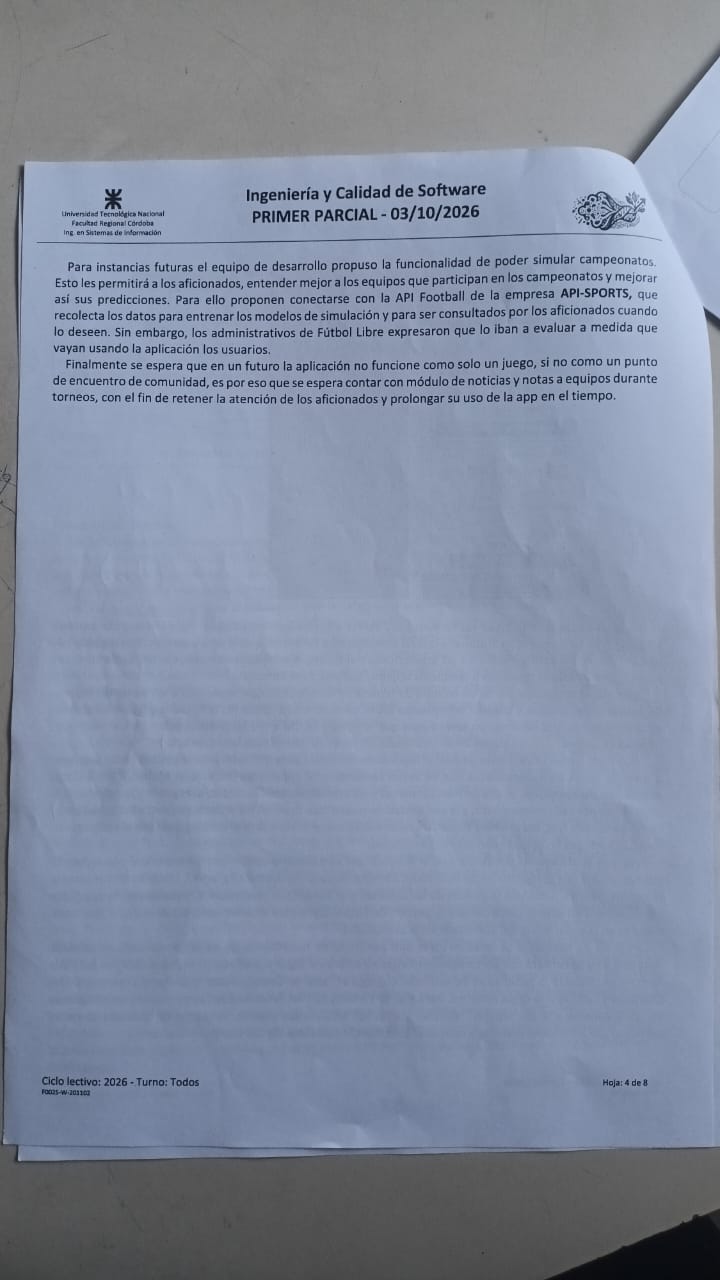 Universidad Tecnológica Nacional
Facultad Regional Córdoba
Ing. en Sistemas de Información
Ingeniería y Calidad de Software
PRIMER PARCIAL - 03/10/2026
Para instancias futuras el equipo de desarrollo propuso la funcionalidad de poder simular campeonatos.
Esto les permitirá a los aficionados, entender mejor a los equipos que participan en los campeonatos y mejorar
así sus predicciones. Para ello proponen conectarse con la API Football de la empresa API-SPORTS, que
recolecta los datos para entrenar los modelos de simulación y para ser consultados por los aficionados cuando
lo deseen. Sin embargo, los administrativos de Fútbol Libre expresaron que lo iban a evaluar a medida que
vayan usando la aplicación los usuarios.
Finalmente se espera que en un futuro la aplicación no funcione como solo un juego, si no como un punto
de encuentro de comunidad, es por eso que se espera contar con módulo de noticias y notas a equipos durante
torneos, con el fin de retener la atención de los aficionados y prolongar su uso de la app en el tiempo.
Ciclo lectivo: 2026 - Turno: Todos
F0025-W-201102
Hoja: 4 de 8